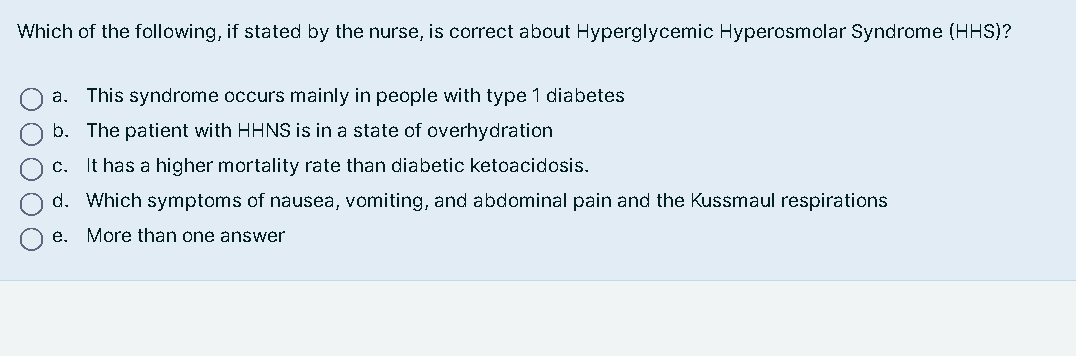 Which of the following, if stated by the nurse, is correct about Hyperglycemic Hyperosmolar Syndrome (HHS)?
a. This syndrome occurs mainly in people with type 1 diabetes
b. The patient with HHNS is in a state of overhydration
c. It has a higher mortality rate than diabetic ketoacidosis.
d. Which symptoms of nausea, vomiting, and abdominal pain and the Kussmaul respirations
e. More than one answer